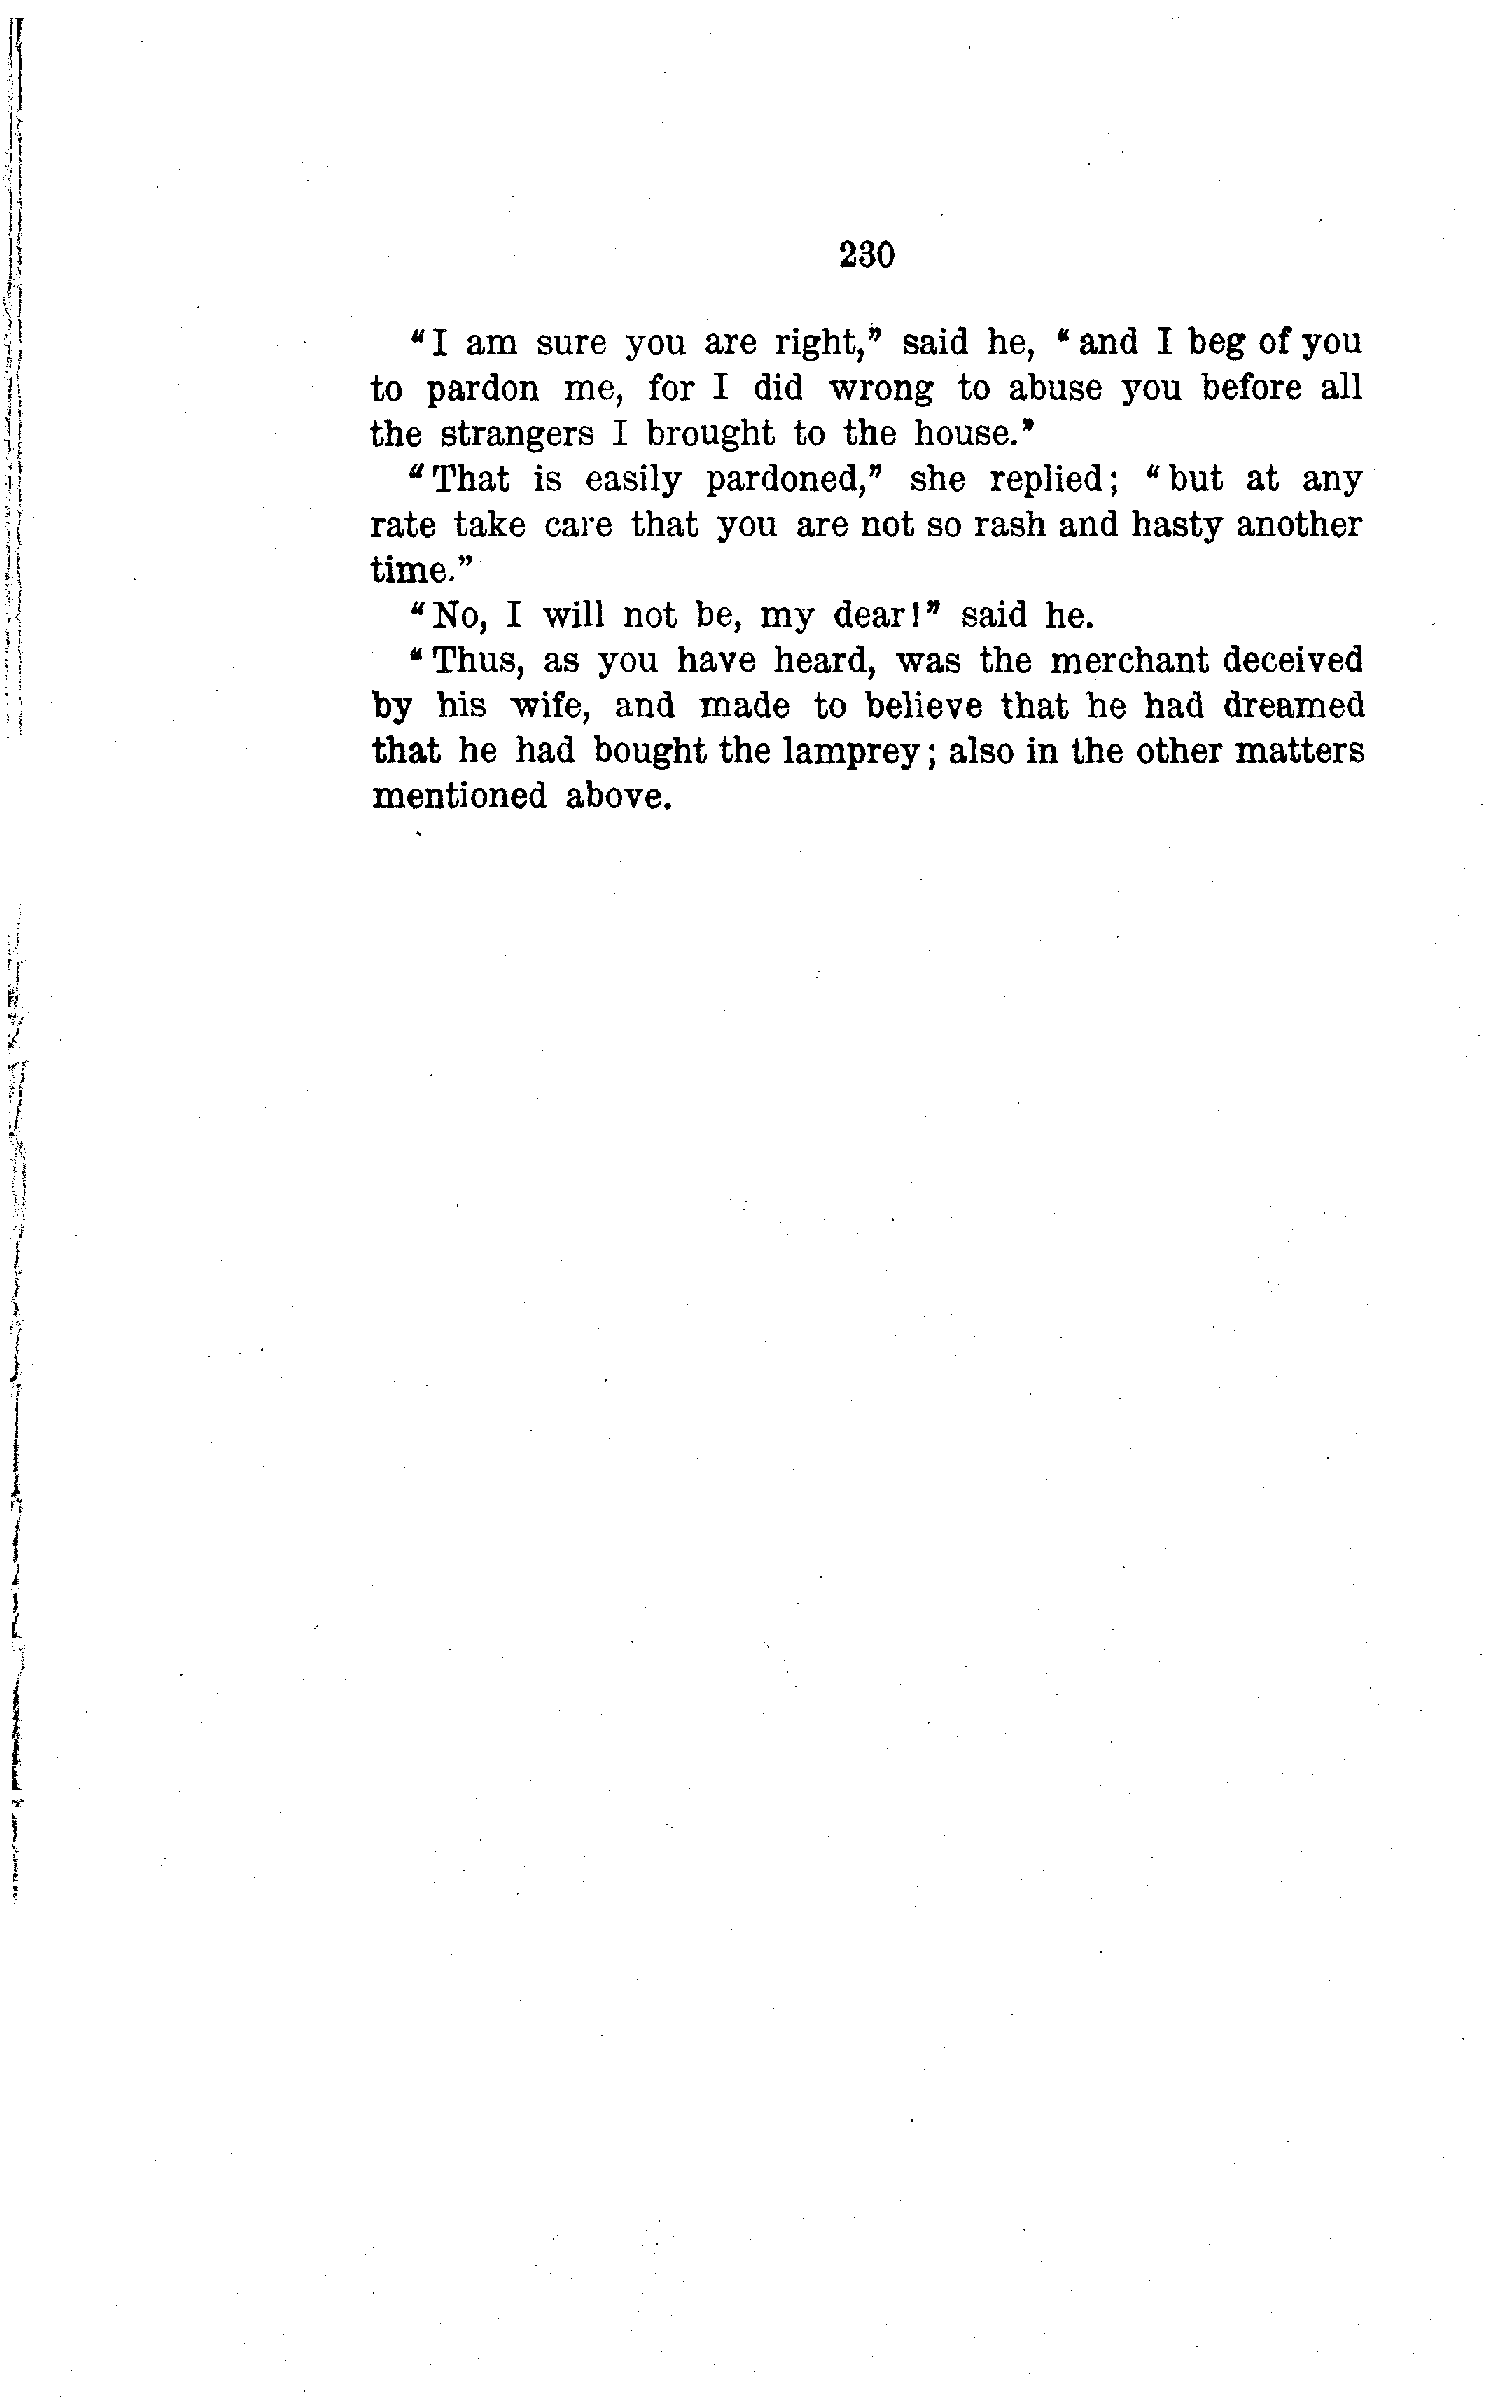 230
"I am sure you are right," said he, "and I beg of you
to pardon me, for I did wrong to abuse you before all
the strangers I brought to the house."
"That is easily pardoned," she replied; "but at any
rate take care that you are not so rash and hasty another
time."
"No, I will not be, my dear!" said he.
"Thus, as you have heard, was the merchant deceived
by his wife, and made to believe that he had dreamed
that he had bought the lamprey; also in the other matters
mentioned above.